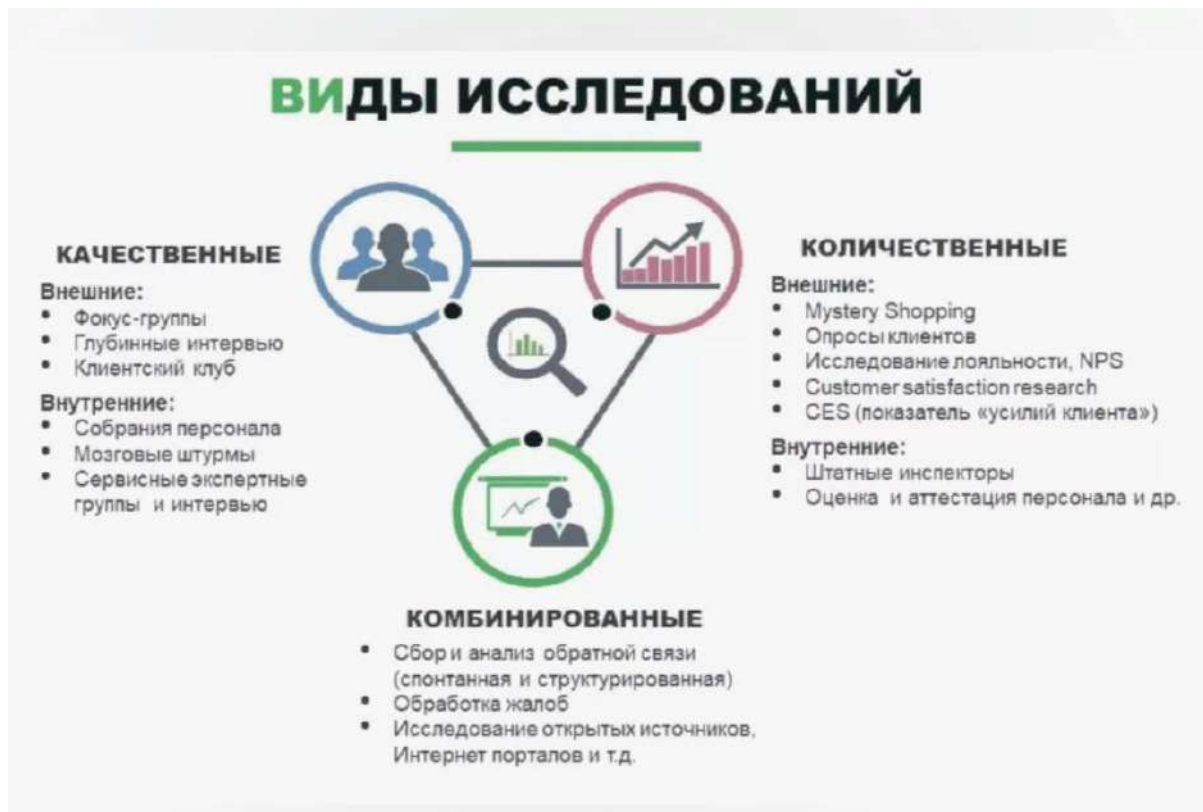 ВИДЫ ИССЛЕДОВАНИЙ
КАЧЕСТВЕННЫЕ
Внешние:
• Фокус-группы
• Глубинные интервью
• Клиентский клуб
Внутренние:
• Собрания персонала
• Мозговые штурмы
• Сервисные экспертные
группы и интервью
КОЛИЧЕСТВЕННЫЕ
Внешние:
• Mystery Shopping
• Опросы клиентов
• Исследование лояльности, NPS
• Customer satisfaction research
• CES (показатель «усилий клиента»)
Внутренние:
• Штатные инспекторы
• Оценка и аттестация персонала и др.
КОМБИНИРОВАННЫЕ
• Сбор и анализ обратной связи
(спонтанная и структурированная)
• Обработка жалоб
• Исследование открытых источников,
Интернет порталов и т.д.